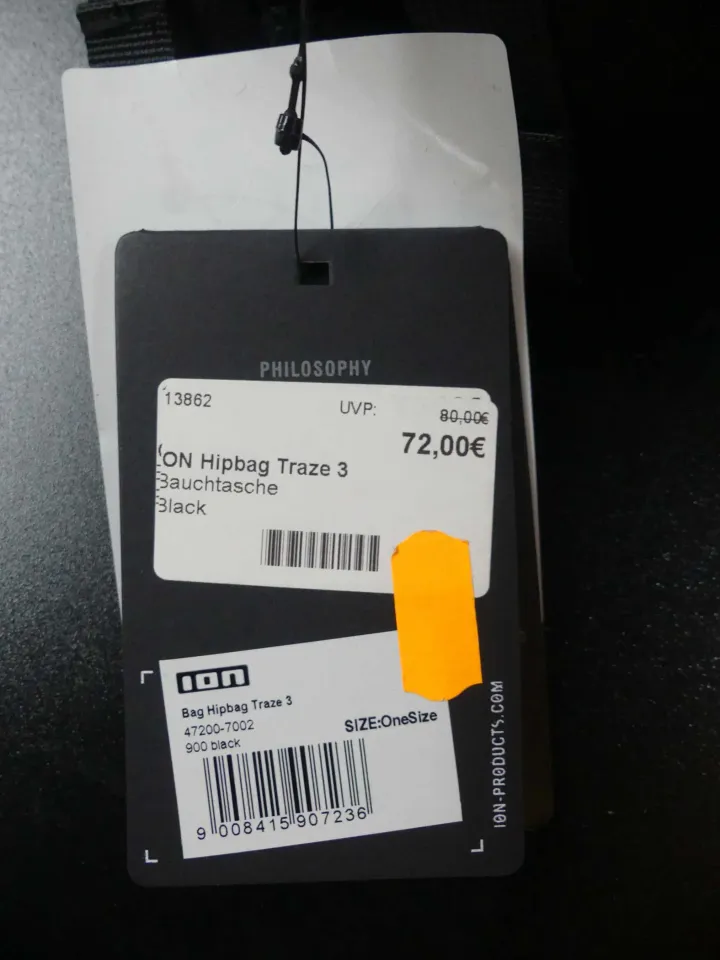 PHILOSOPHY
13862
UVP: 80,00€
72,00€
ION Hipbag Traze 3
Bauchtasche
Black
ion
Bag Hipbag Traze 3
47200-7002 SIZE:OneSize
900 black
9 008415 907236
ION-PRODUCTS.COM